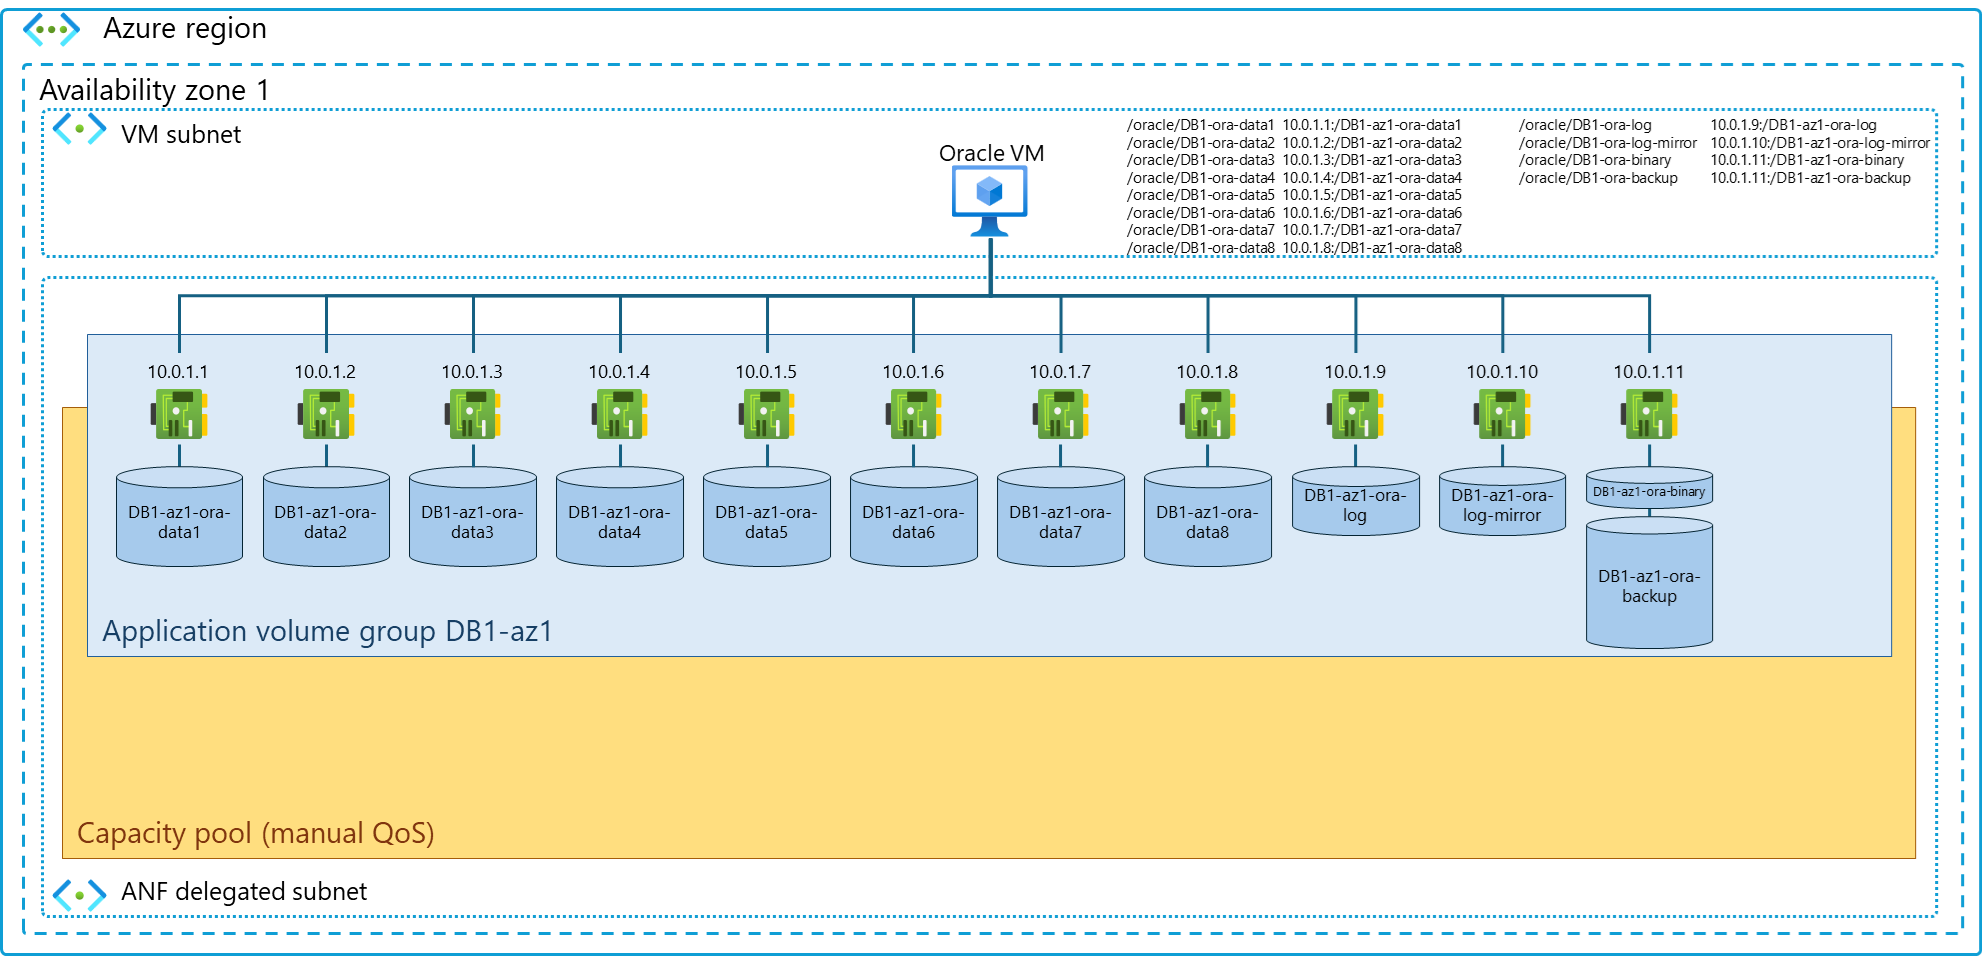 Azure region
Availability zone 1
VM subnet
Oracle VM
/oracle/DB1-ora-data1 10.0.1.1:/DB1-az1-ora-data1
/oracle/DB1-ora-data2 10.0.1.2:/DB1-az1-ora-data2
/oracle/DB1-ora-data3 10.0.1.3:/DB1-az1-ora-data3
/oracle/DB1-ora-data4 10.0.1.4:/DB1-az1-ora-data4
/oracle/DB1-ora-data5 10.0.1.5:/DB1-az1-ora-data5
/oracle/DB1-ora-data6 10.0.1.6:/DB1-az1-ora-data6
/oracle/DB1-ora-data7 10.0.1.7:/DB1-az1-ora-data7
/oracle/DB1-ora-data8 10.0.1.8:/DB1-az1-ora-data8
/oracle/DB1-ora-log 10.0.1.9:/DB1-az1-ora-log
/oracle/DB1-ora-log-mirror 10.0.1.10:/DB1-az1-ora-log-mirror
/oracle/DB1-ora-binary 10.0.1.11:/DB1-az1-ora-binary
/oracle/DB1-ora-backup 10.0.1.11:/DB1-az1-ora-backup
10.0.1.1
10.0.1.2
10.0.1.3
10.0.1.4
10.0.1.5
10.0.1.6
10.0.1.7
10.0.1.8
10.0.1.9
10.0.1.10
10.0.1.11
DB1-az1-ora-
data1
DB1-az1-ora-
data2
DB1-az1-ora-
data3
DB1-az1-ora-
data4
DB1-az1-ora-
data5
DB1-az1-ora-
data6
DB1-az1-ora-
data7
DB1-az1-ora-
data8
DB1-az1-ora-
log
DB1-az1-ora-
log-mirror
DB1-az1-ora-binary
DB1-az1-ora-
backup
Application volume group DB1-az1
Capacity pool (manual QoS)
ANF delegated subnet